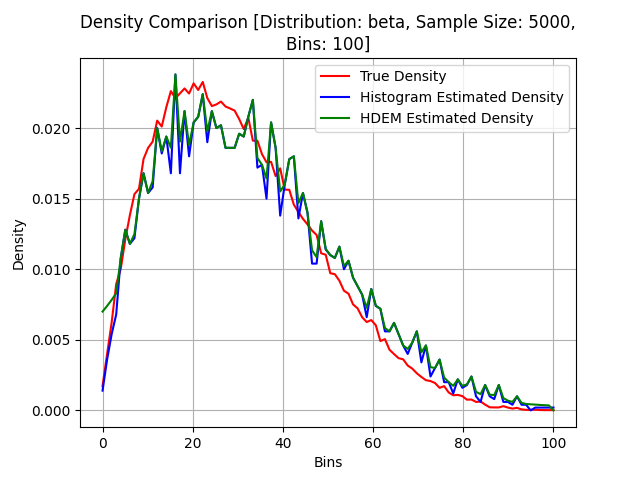 Density Comparison [Distribution: beta, Sample Size: 5000,
Bins: 100]
True Density
Histogram Estimated Density
HDEM Estimated Density
Density
0.020
0.015
0.010
0.005
0.000
0
20
40
60
80
100
Bins